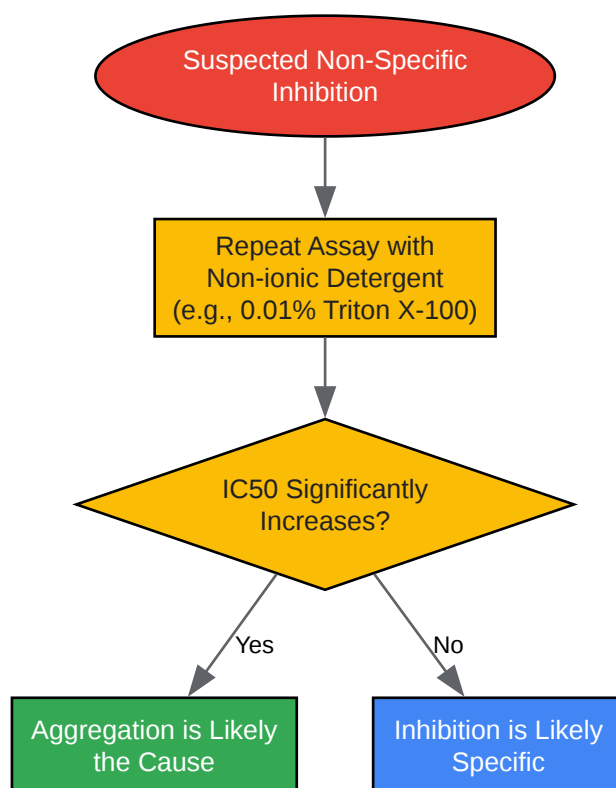 Suspected Non-Specific
Inhibition
Repeat Assay with
Non-ionic Detergent
(e.g., 0.01% Triton X-100)
IC50 Significantly
Increases?
Yes
No
Aggregation is Likely
the Cause
Inhibition is Likely
Specific